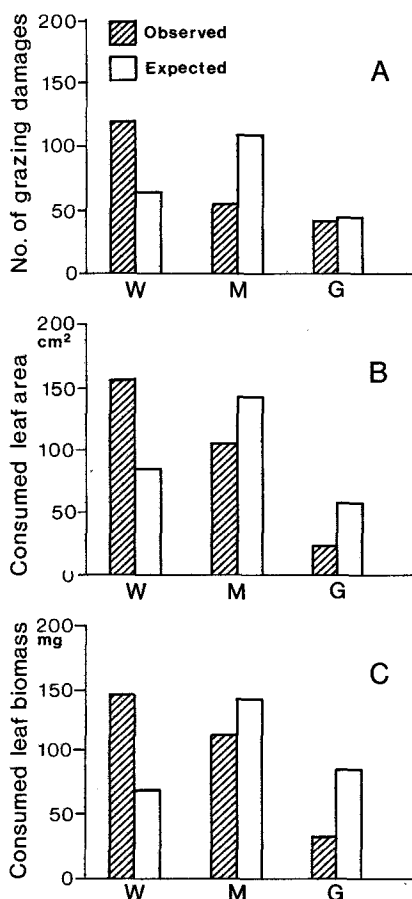 No. of grazing damages
200
150
100
50
0
Observed
Expected
A
W M G
Consumed leaf area
200
cm²
150
100
50
0
B
W M G
Consumed leaf biomass
200
mg
150
100
50
0
C
W M G